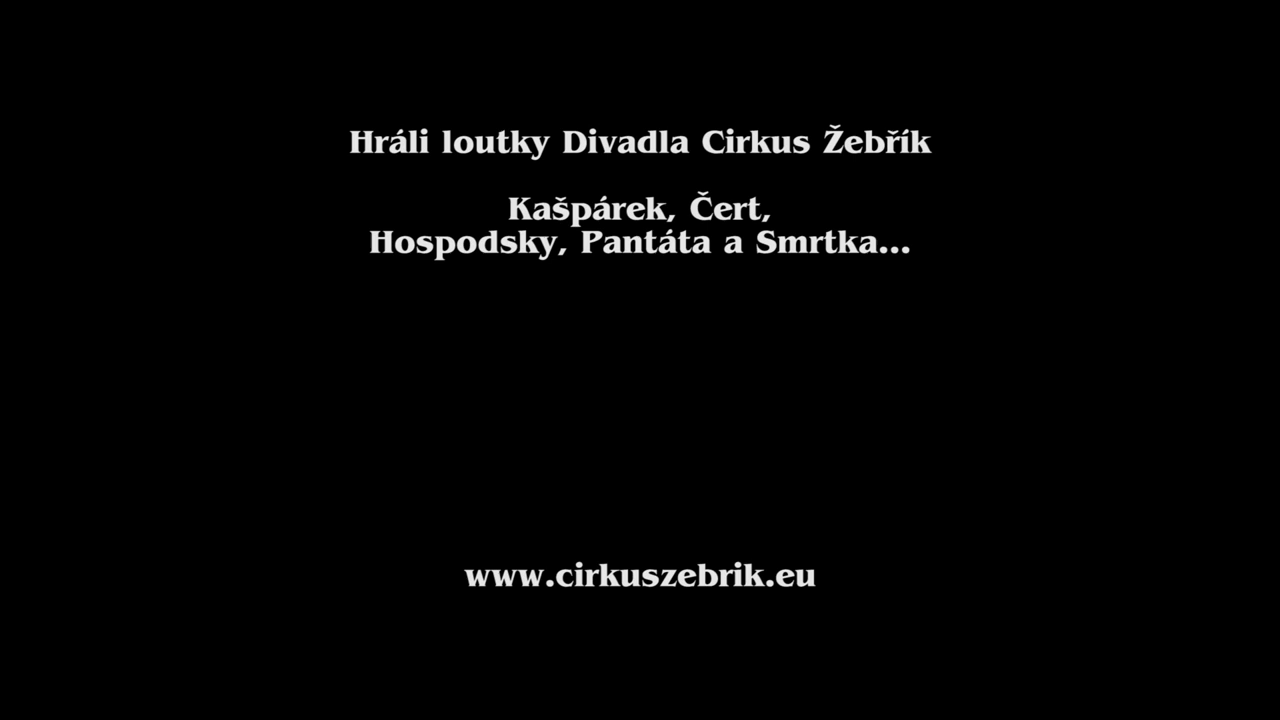 Hráli loutky Divadla Cirkus Žebřík
Kašpárek, Čert,
Hospodsky, Pantáta a Smrtka...
www.cirkuszebrik.eu